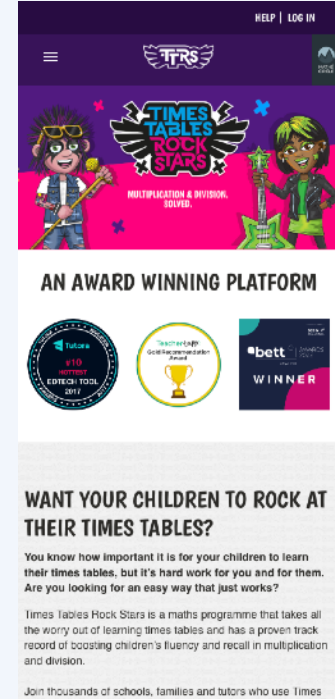 HELP | LOG IN
TTRS
TIMES
TABLES
ROCK
STARS
MULTIPLICATION & DIVISION.
SOLVED.
AN AWARD WINNING PLATFORM
Tutora
#10
HOTTEST
EDTECH TOOL
2017
Teacher tapp
Gold Recommendation
Award
bett
AWARDS
WINNER
WANT YOUR CHILDREN TO ROCK AT
THEIR TIMES TABLES?
You know how important it is for your children to learn
their times tables, but it's hard work for you and for them.
Are you looking for an easy way that just works?
Times Tables Rock Stars is a maths programme that takes all
the worry out of learning times tables and has a proven track
record of boosting children's fluency and recall in multiplication
and division.
Join thousands of schools, families and tutors who use Times